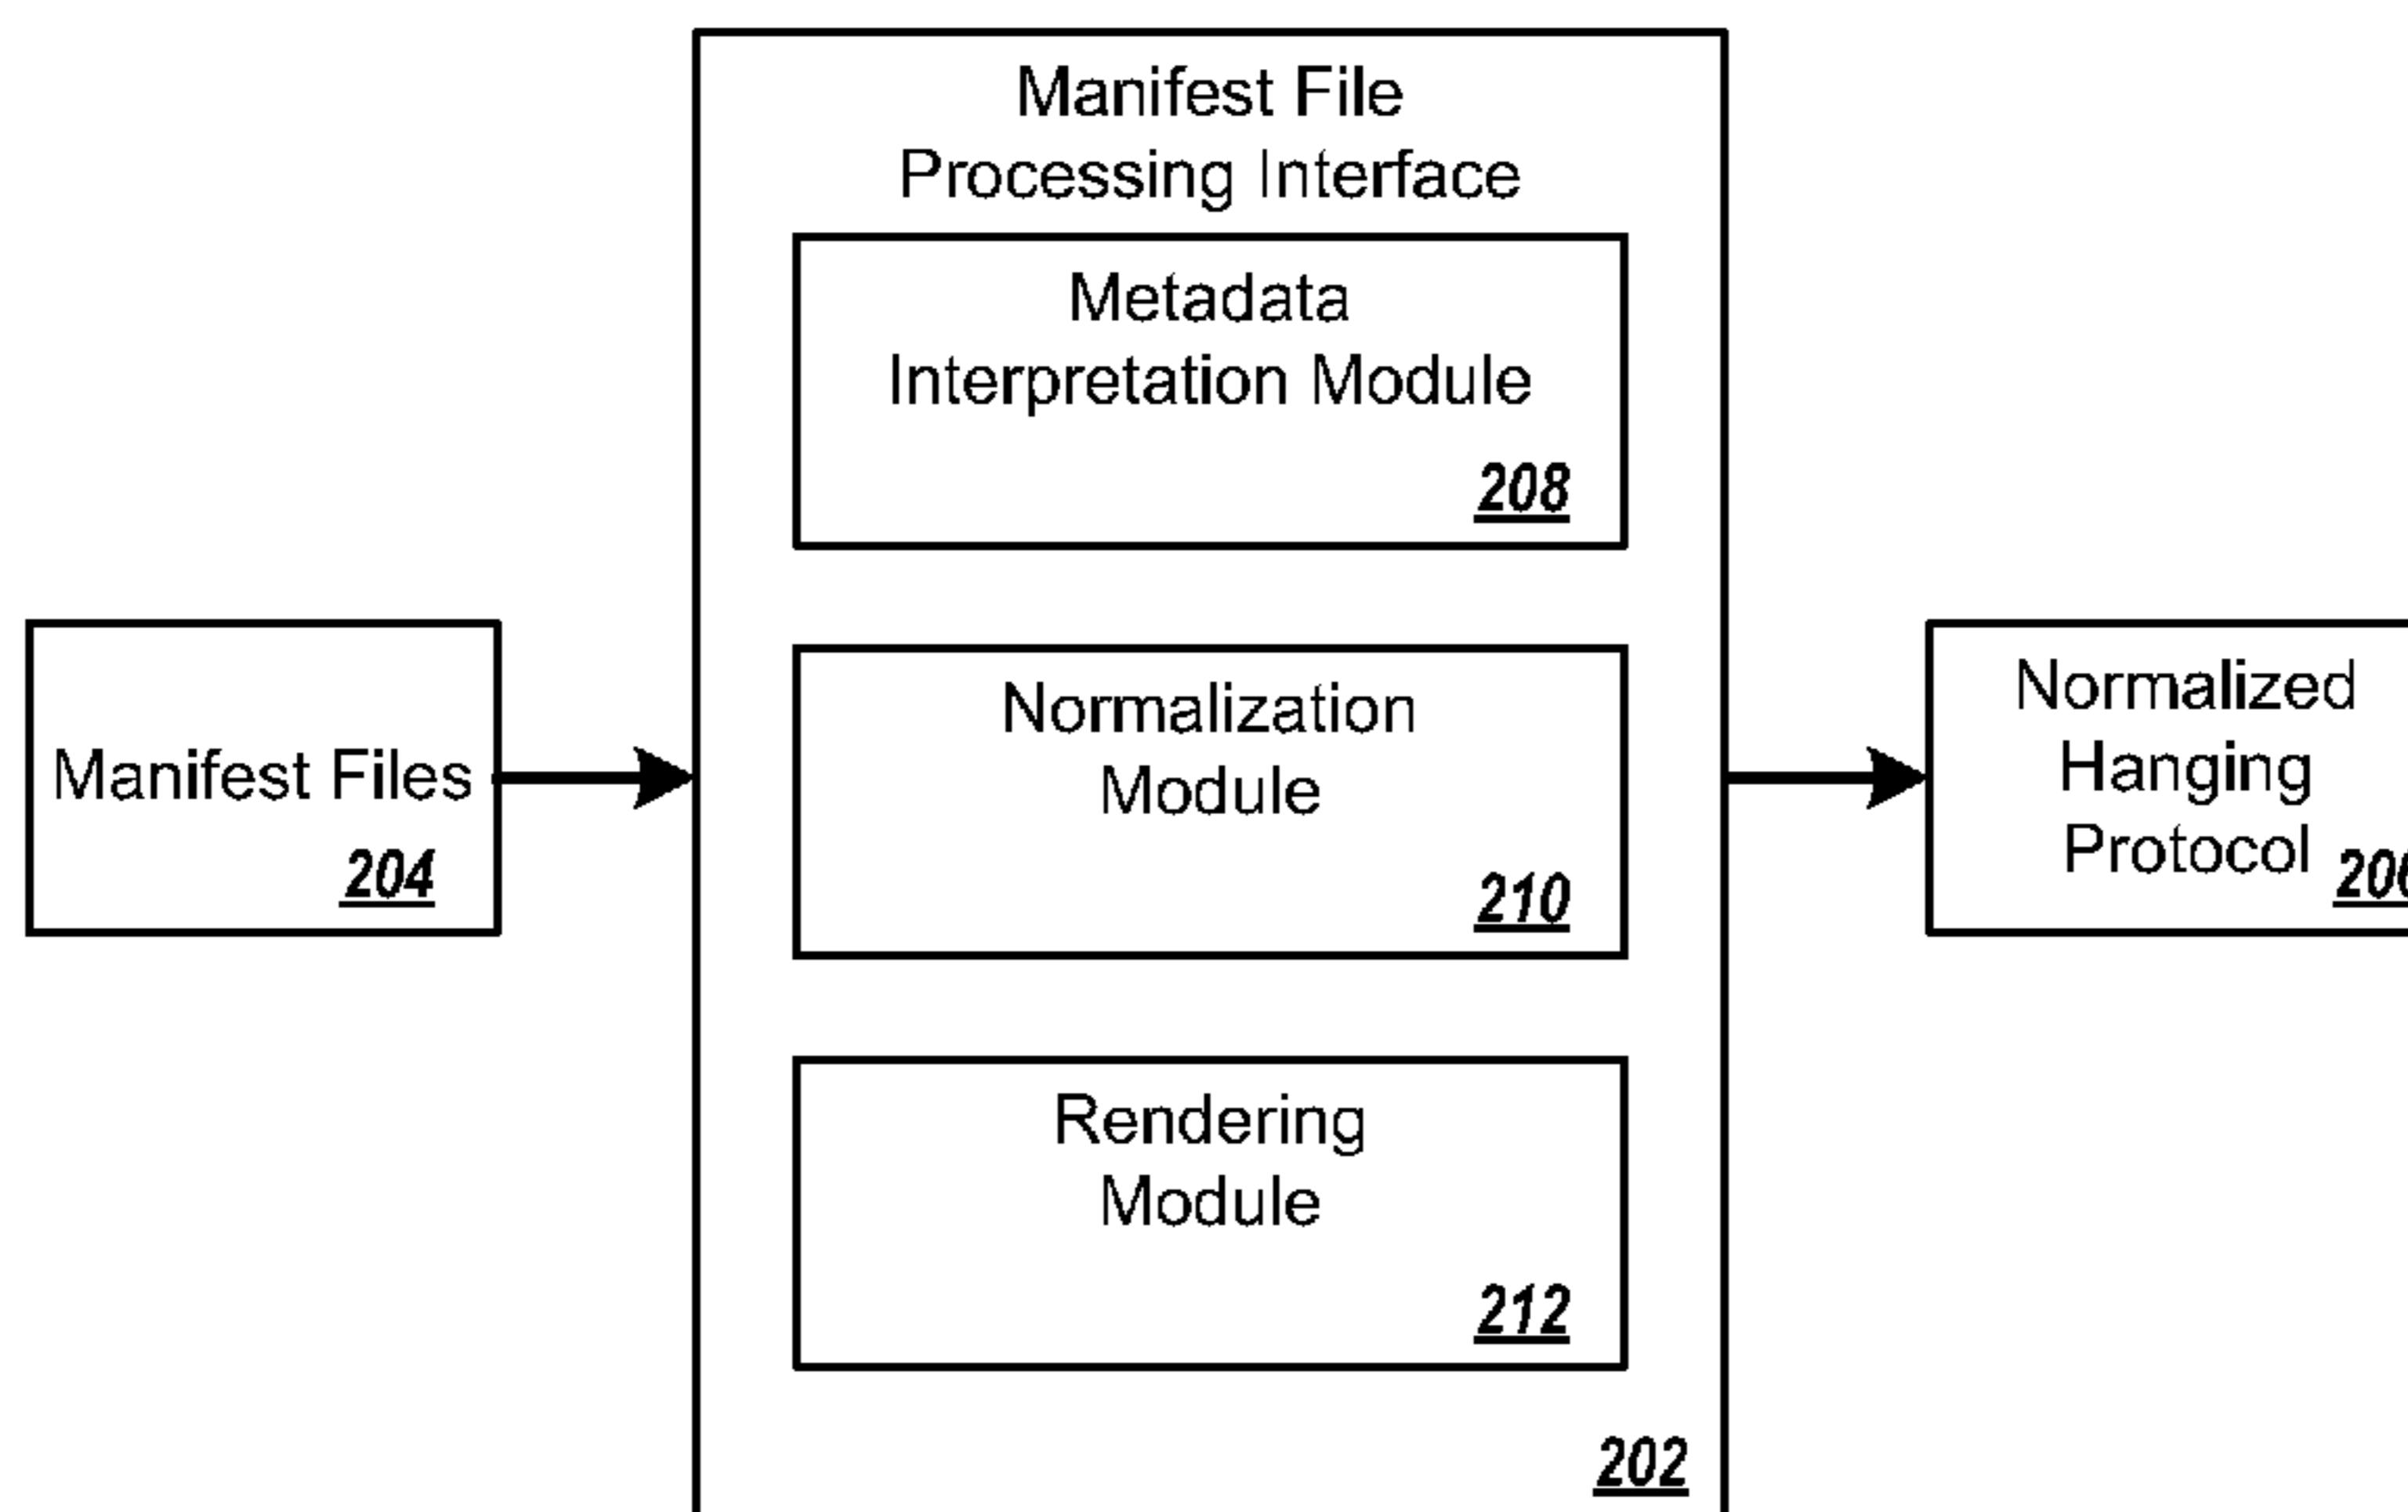 Manifest File
Processing Interface
Metadata
Interpretation Module
208
Manifest Files
204
Normalization
Module
210
Normalized
Hanging
Protocol
Rendering
Module
212
202